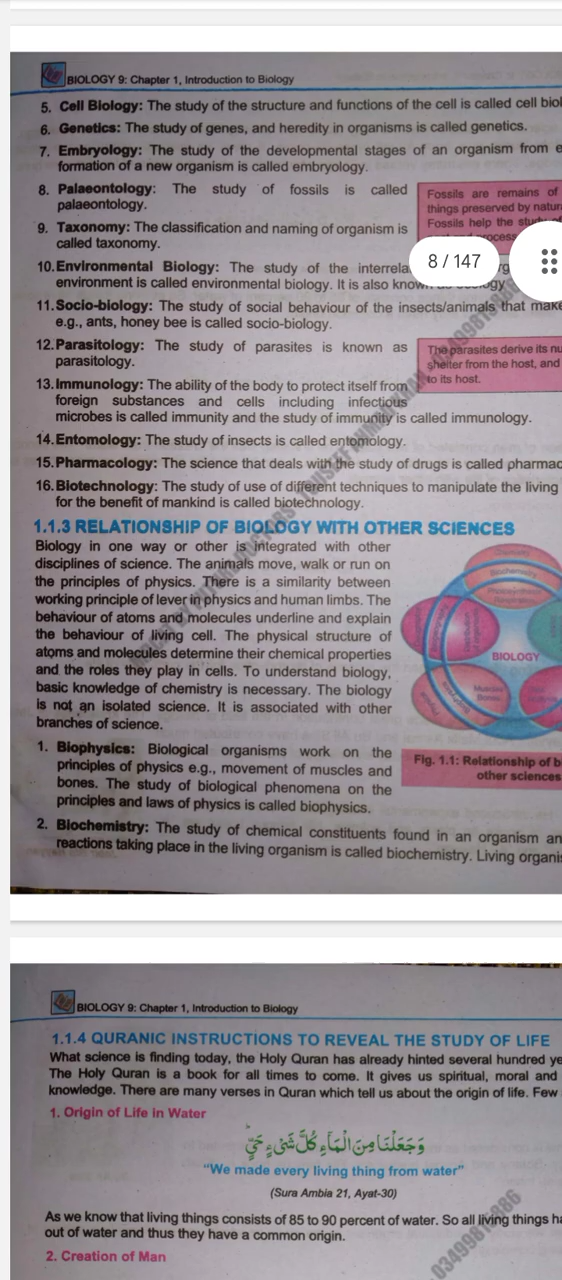 BIOLOGY 9: Chapter 1, Introduction to Biology
5. Cell Biology: The study of the structure and functions of the cell is called cell biol
6. Genetics: The study of genes, and heredity in organisms is called genetics.
7. Embryology: The study of the developmental stages of an organism from e
formation of a new organism is called embryology.
8. Palaeontology: The study of fossils is called
palaeontology.
Fossils are remains of
things preserved by natur
Fossils help the study of
process
9. Taxonomy: The classification and naming of organism is
called taxonomy.
8 / 147
10. Environmental Biology: The study of the interrela
environment is called environmental biology. It is also known as ecology
11. Socio-biology: The study of social behaviour of the insects/animals that make
e.g., ants, honey bee is called socio-biology.
12. Parasitology: The study of parasites is known as
parasitology.
The parasites derive its nu
shelter from the host, and
to its host.
13. Immunology: The ability of the body to protect itself from
foreign substances and cells including infectious
microbes is called immunity and the study of immunity is called immunology.
14. Entomology: The study of insects is called entomology.
15. Pharmacology: The science that deals with the study of drugs is called pharmac
16. Biotechnology: The study of use of different techniques to manipulate the living
for the benefit of mankind is called biotechnology.
1.1.3 RELATIONSHIP OF BIOLOGY WITH OTHER SCIENCES
Biology in one way or other is integrated with other
disciplines of science. The animals move, walk or run on
the principles of physics. There is a similarity between
working principle of lever in physics and human limbs. The
behaviour of atoms and molecules underline and explain
the behaviour of living cell. The physical structure of
atoms and molecules determine their chemical properties
and the roles they play in cells. To understand biology,
basic knowledge of chemistry is necessary. The biology
is not an isolated science. It is associated with other
branches of science.
Chemistry
Biochemistry
BIOLOGY
Physics
Biophysics
Fig. 1.1: Relationship of b
other sciences
1. Biophysics: Biological organisms work on the
principles of physics e.g., movement of muscles and
bones. The study of biological phenomena on the
principles and laws of physics is called biophysics.
2. Biochemistry: The study of chemical constituents found in an organism an
reactions taking place in the living organism is called biochemistry. Living organis
BIOLOGY 9: Chapter 1, Introduction to Biology
1.1.4 QURANIC INSTRUCTIONS TO REVEAL THE STUDY OF LIFE
What science is finding today, the Holy Quran has already hinted several hundred ye
The Holy Quran is a book for all times to come. It gives us spiritual, moral and
knowledge. There are many verses in Quran which tell us about the origin of life. Few
1. Origin of Life in Water
وَجَعَلْنَا مِنَ الْمَآءِ كُلَّ شَىْءٍ حَىٍّ
"We made every living thing from water"
(Sura Ambia 21, Ayat-30)
As we know that living things consists of 85 to 90 percent of water. So all living things ha
out of water and thus they have a common origin.
2. Creation of Man